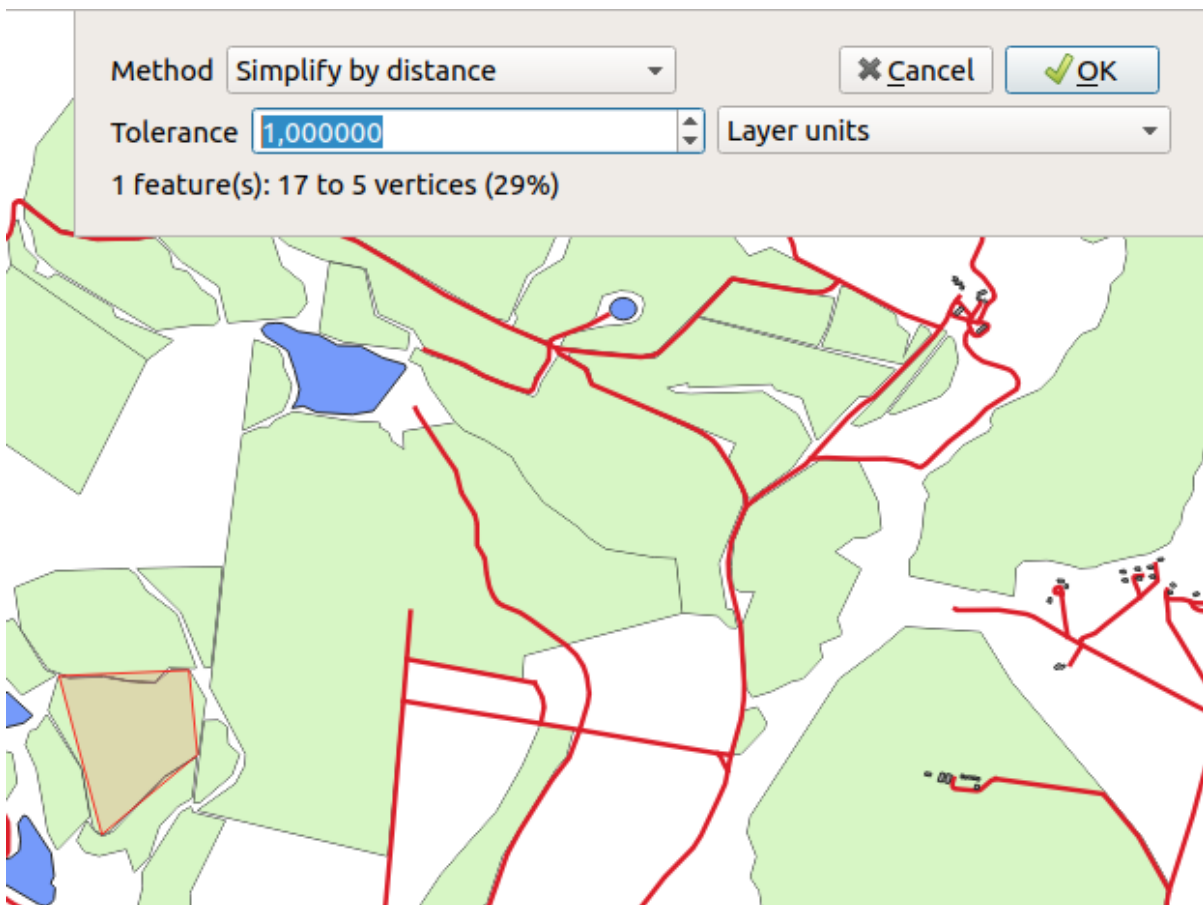 Method Simplify by distance Cancel OK
Tolerance 1,000000 Layer units
1 feature(s): 17 to 5 vertices (29%)